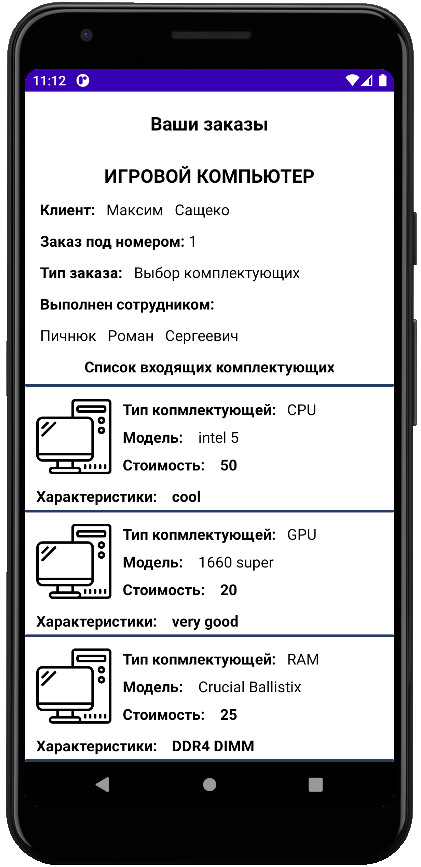 11:12
Ваши заказы
ИГРОВОЙ КОМПЬЮТЕР
Клиент: Максим Сащеко
Заказ под номером: 1
Тип заказа: Выбор комплектующих
Выполнен сотрудником:
Пичнюк Роман Сергеевич
Список входящих комплектующих
Тип копмлектующей: CPU
Модель: intel 5
Стоимость: 50
Характеристики: cool
Тип копмлектующей: GPU
Модель: 1660 super
Стоимость: 20
Характеристики: very good
Тип копмлектующей: RAM
Модель: Crucial Ballistix
Стоимость: 25
Характеристики: DDR4 DIMM